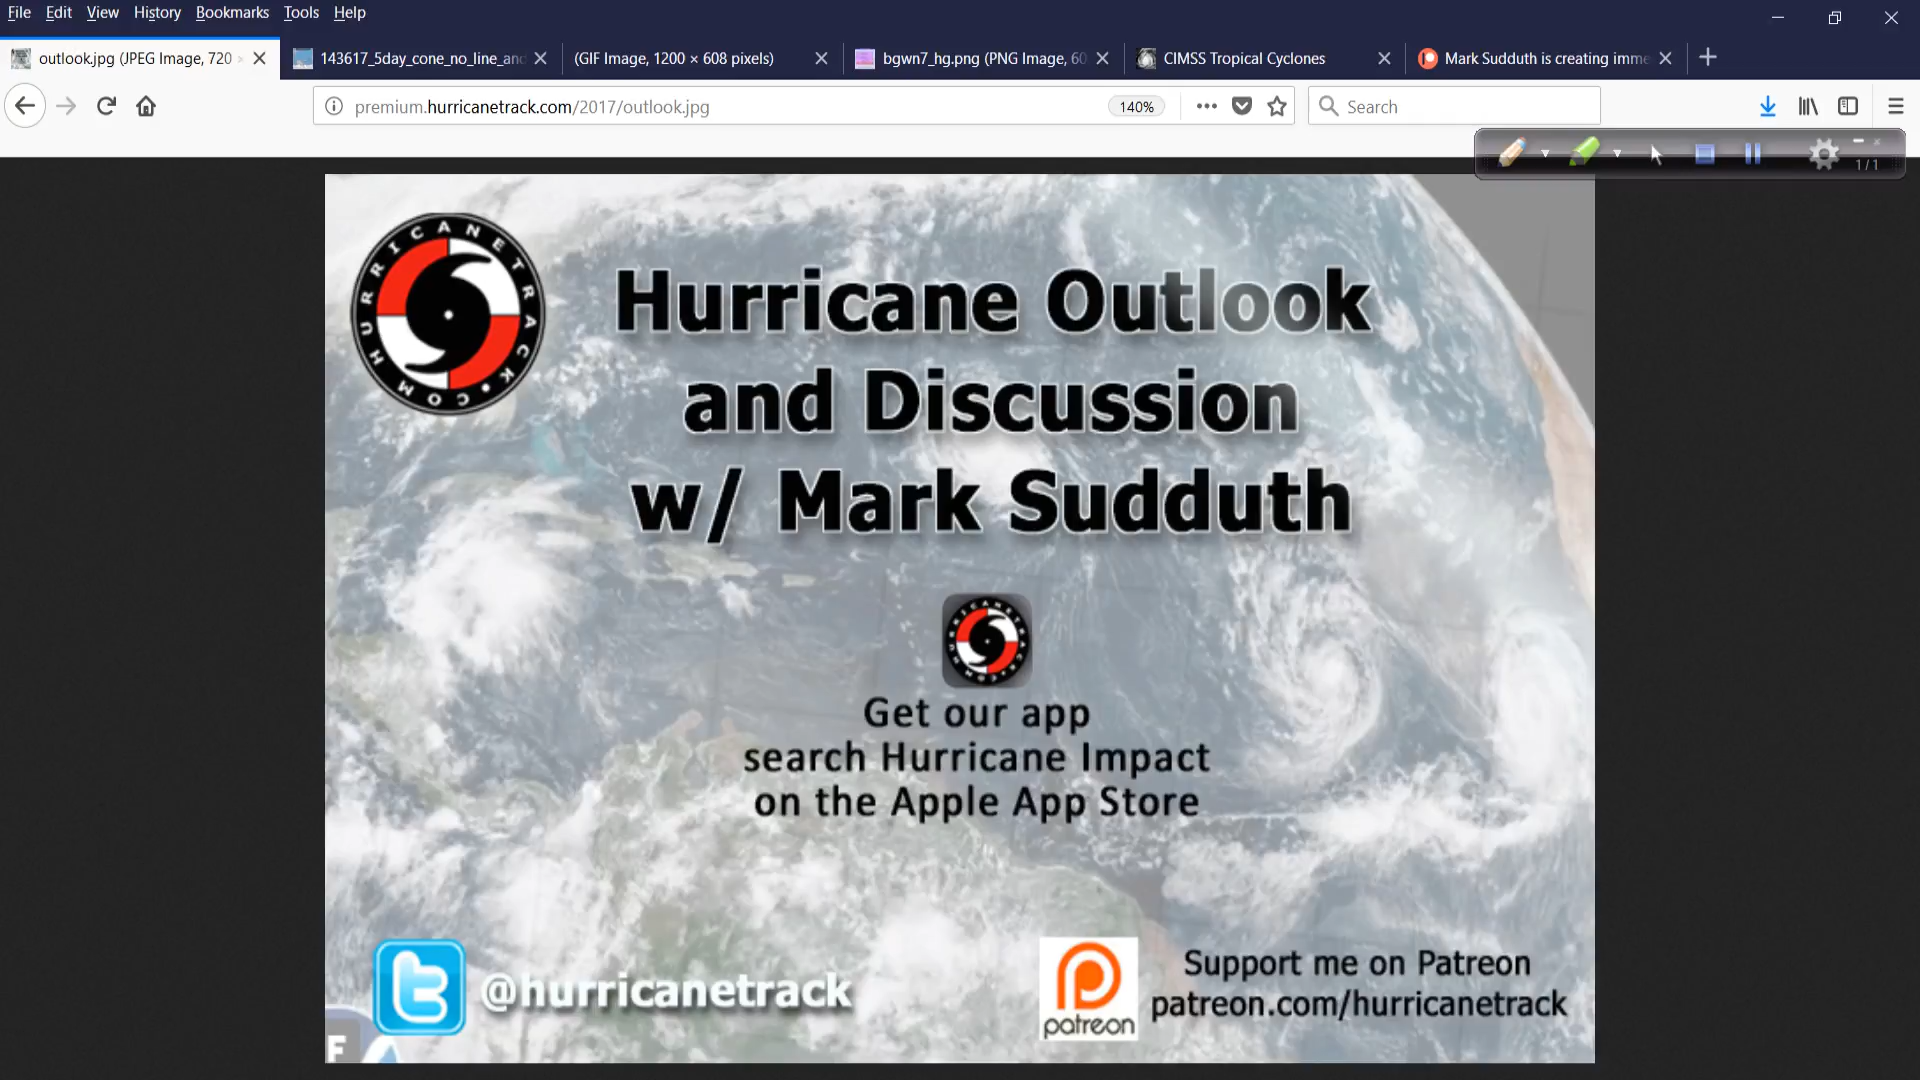 File Edit View History Bookmarks Tools Help
outlook.jpg (JPEG Image, 720
143617_5day_cone_no_line_and
(GIF Image, 1200 × 608 pixels)
bgwn7_hg.png (PNG Image, 60
CIMSS Tropical Cyclones
Mark Sudduth is creating imme
premium.hurricanetrack.com/2017/outlook.jpg
140%
Search
1/1
HURRICANETRACK.COM
Hurricane Outlook
and Discussion
w/ Mark Sudduth
Get our app
search Hurricane Impact
on the Apple App Store
@hurricanetrack
patreon
Support me on Patreon
patreon.com/hurricanetrack
F